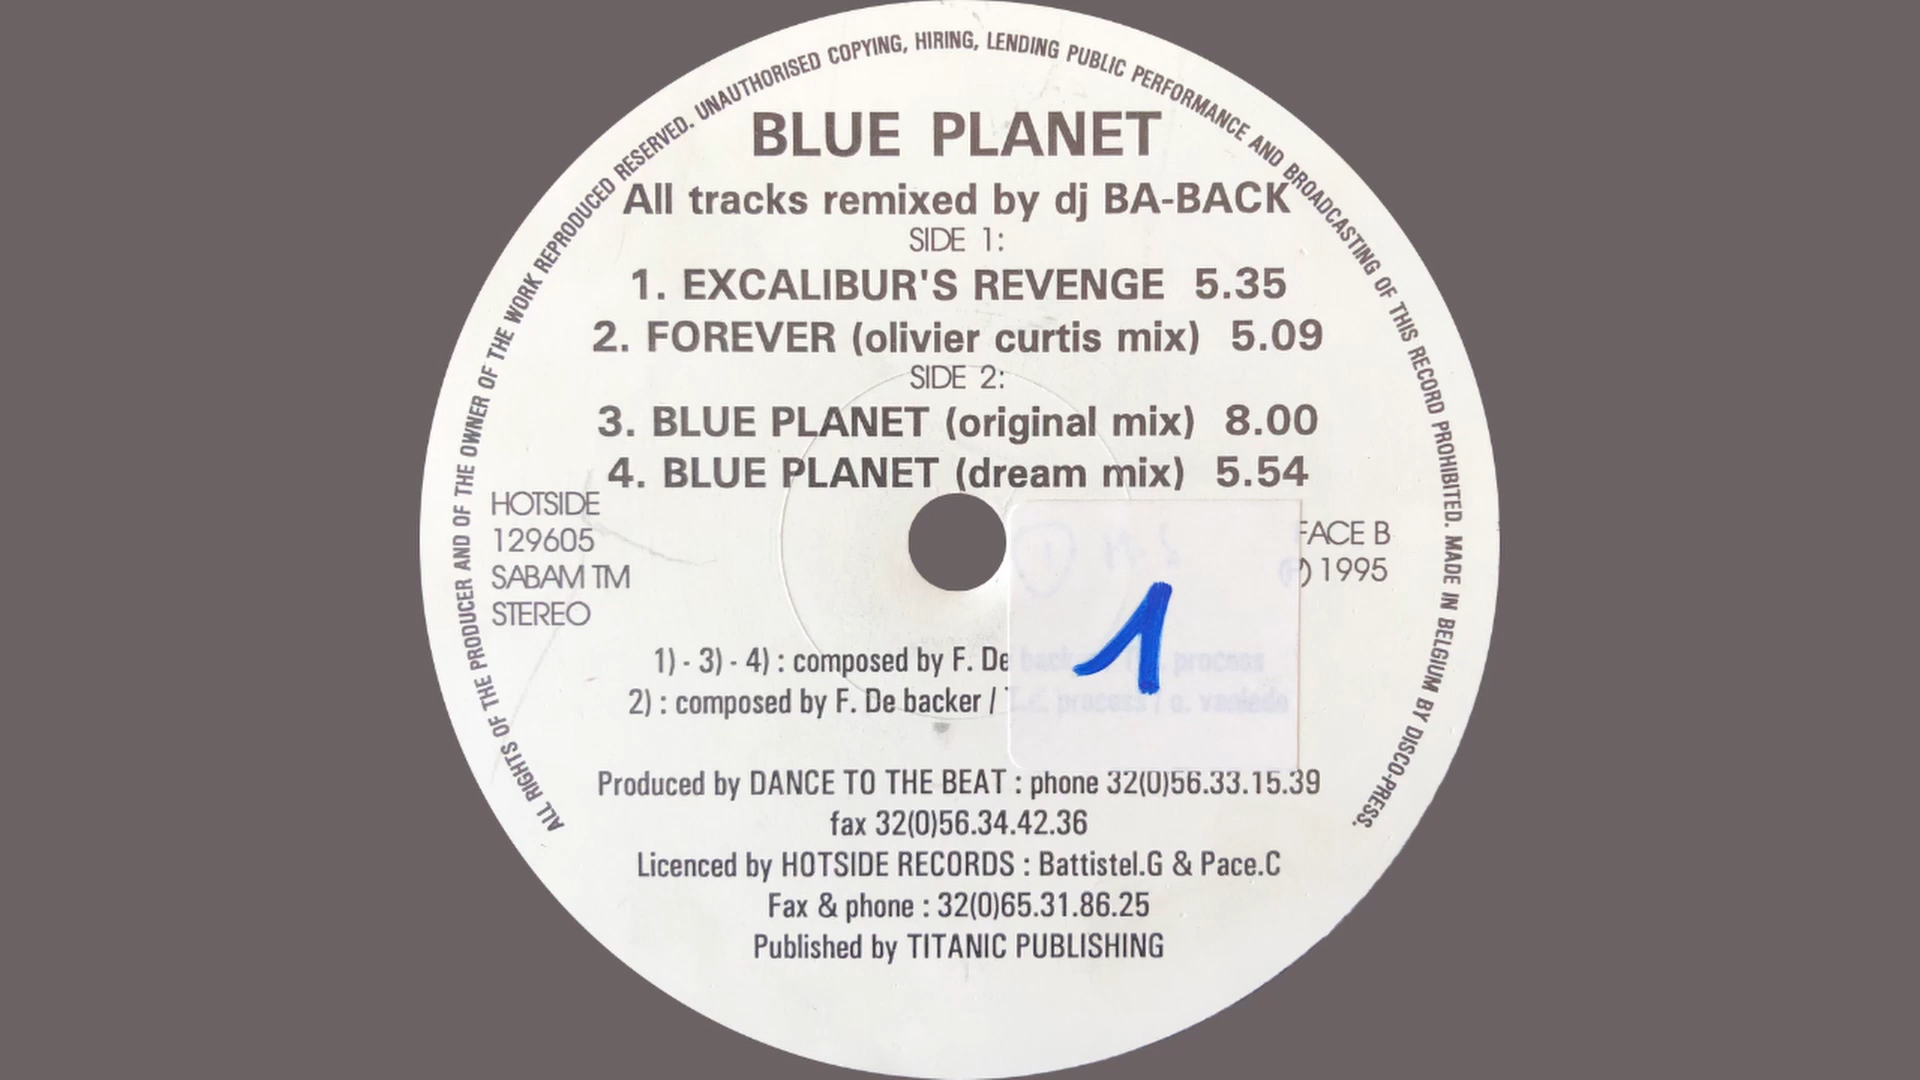 ALL RIGHTS OF THE PRODUCER AND OF THE OWNER OF THE WORK REPRODUCED RESERVED. UNAUTHORISED COPYING, HIRING, LENDING PUBLIC PERFORMANCE AND BROADCASTING OF THIS RECORD PROHIBITED. MADE IN BELGIUM BY DISCO-PRESS.
BLUE PLANET
All tracks remixed by dj BA-BACK
SIDE 1:
1. EXCALIBUR'S REVENGE 5.35
2. FOREVER (olivier curtis mix) 5.09
SIDE 2:
3. BLUE PLANET (original mix) 8.00
4. BLUE PLANET (dream mix) 5.54
HOTSIDE
129605
SABAM TM
STEREO
FACE B
(P) 1995
1
1) - 3) - 4) : composed by F. De back process
2) : composed by F. De backer / process / o.
Produced by DANCE TO THE BEAT : phone 32(0)56.33.15.39
fax 32(0)56.34.42.36
Licenced by HOTSIDE RECORDS : Battistel.G & Pace.C
Fax & phone : 32(0)65.31.86.25
Published by TITANIC PUBLISHING